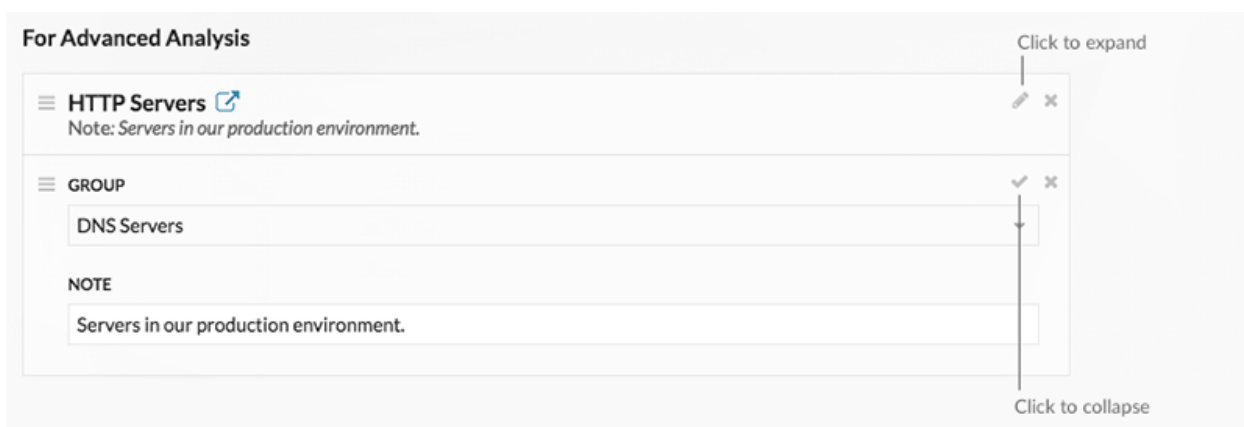 For Advanced Analysis
Click to expand
HTTP Servers
Note: Servers in our production environment.
GROUP
DNS Servers
NOTE
Servers in our production environment.
Click to collapse